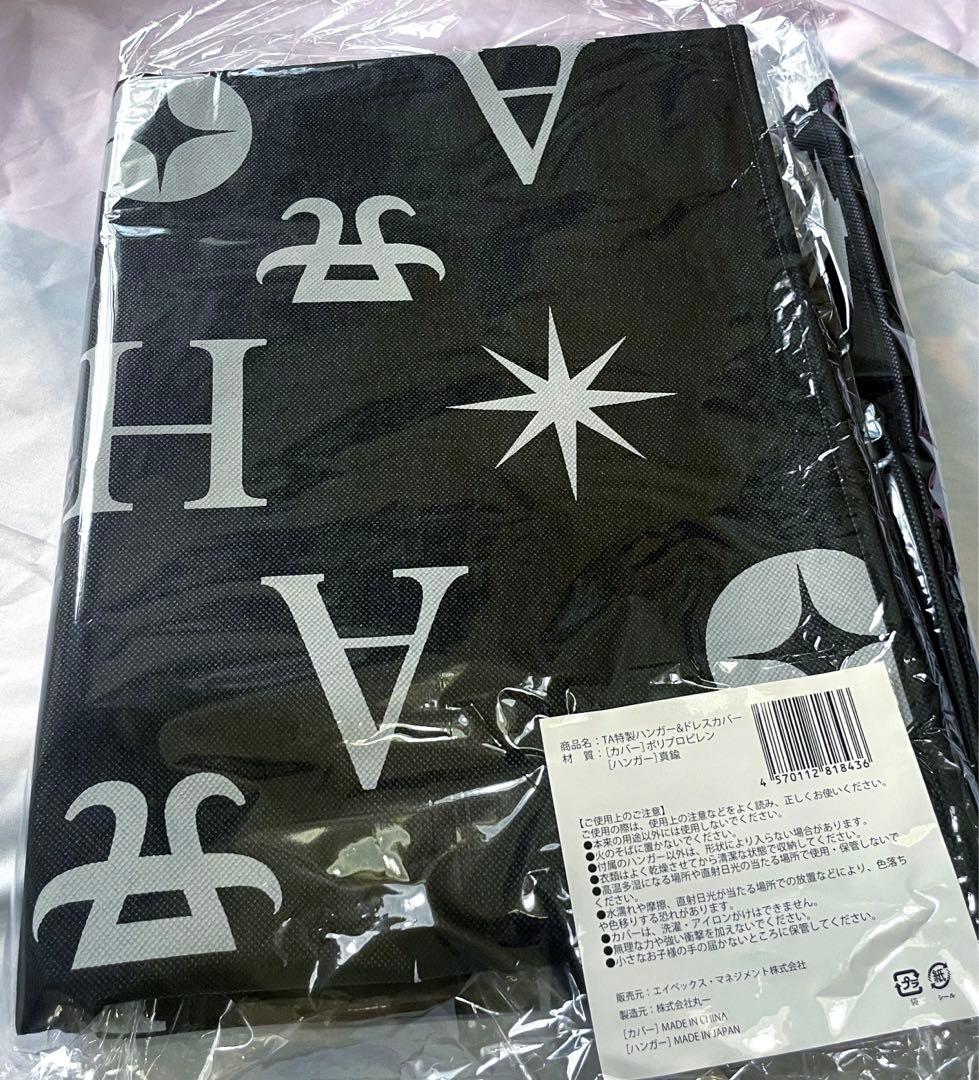 A
H
A
商品名：TA特製ハンガー&ドレスカバー
材　質：[カバー]ポリプロピレン
[ハンガー]真鍮
4 570112 818436
【ご使用上のご注意】
ご使用の際は、使用上の注意などをよく読み、正しくお使いください。
●本来の用途以外には使用しないでください。
●火のそばに置かないでください。
●付属のハンガー以外は、形状により入らない場合があります。
●衣類はよく乾燥させてから清潔な状態で収納してください。
●高温多湿になる場所や直射日光の当たる場所で使用・保管しないで
ください。
●水濡れや摩擦、直射日光が当たる場所での放置などにより、色落ち
や色移りする恐れがあります。
●カバーは、洗濯・アイロンがけはできません。
●無理な力や強い衝撃を加えないでください。
●小さなお子様の手の届かないところに保管してください。
販売元：エイベックス・マネジメント株式会社
製造元：株式会社丸一
[カバー] MADE IN CHINA
[ハンガー] MADE IN JAPAN
プラ
袋
紙
シール